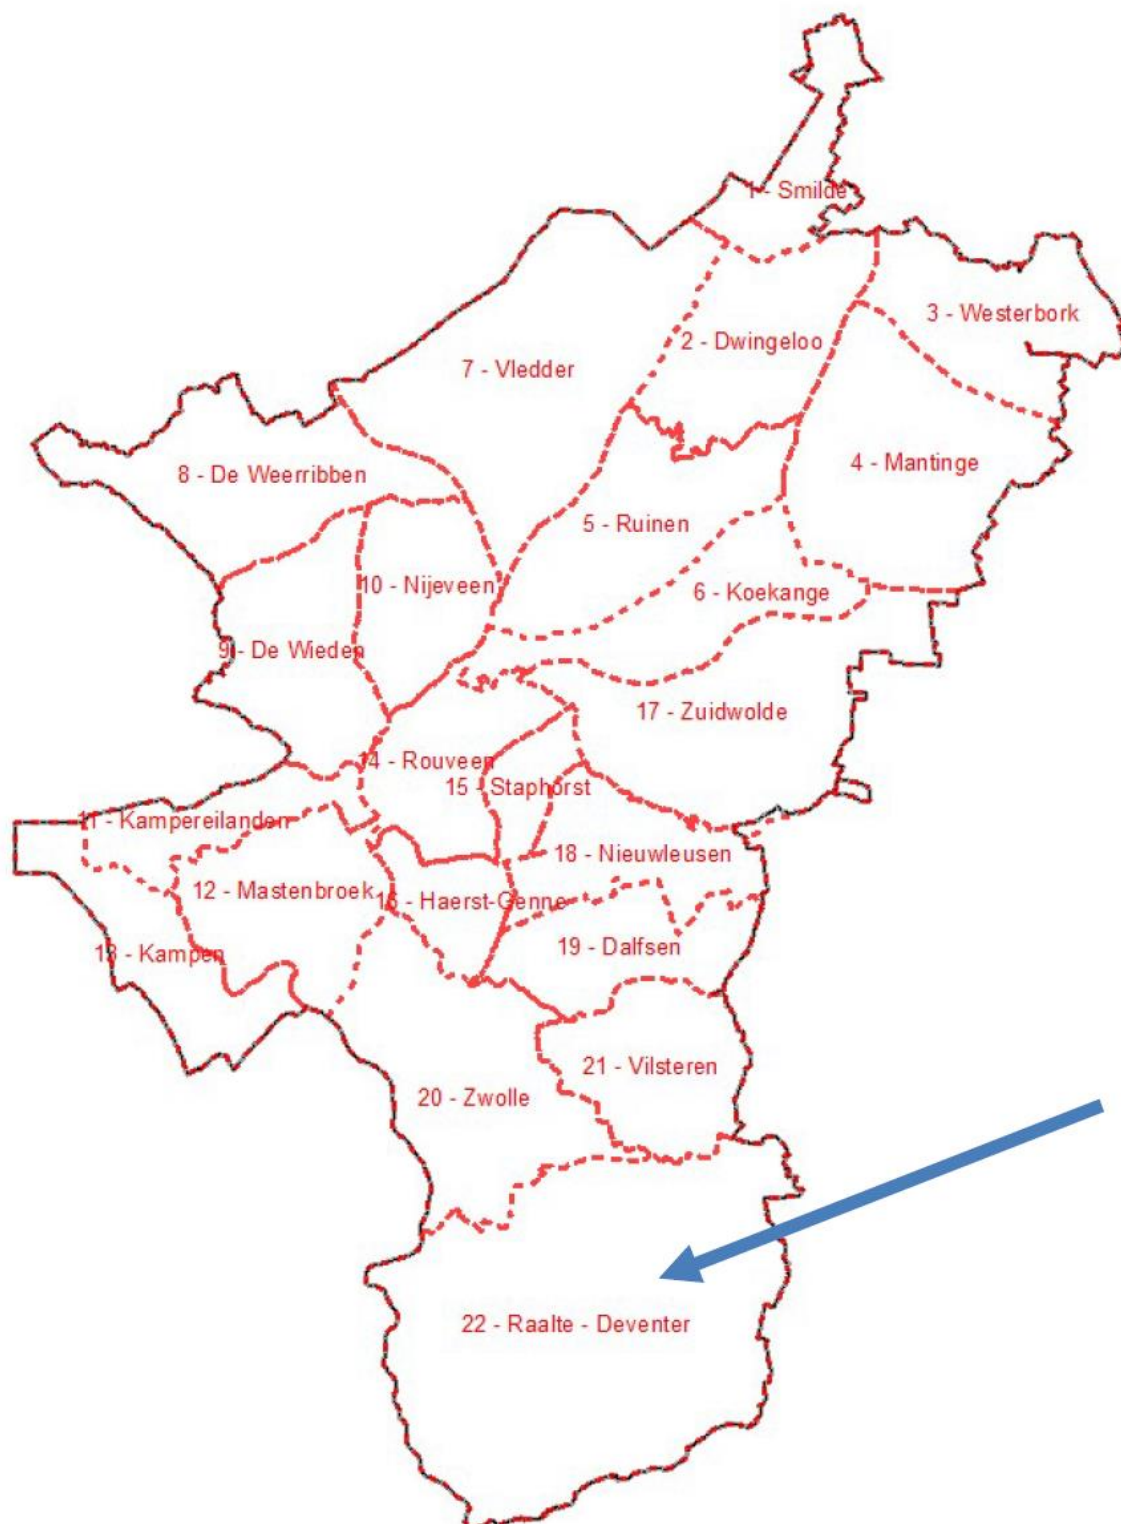 1 - Smilde
3 - Westerbork
2 - Dwingeloo
7 - Vledder
4 - Mantinge
8 - De Weerribben
5 - Ruinen
10 - Nijeveen
6 - Koekange
9 - De Wieden
17 - Zuidwolde
14 - Rouveen
15 - Staphorst
11 - Kampereilanden
18 - Nieuwleusen
12 - Mastenbroek
16 - Haerst-Genne
19 - Dalfsen
13 - Kampen
21 - Vilsteren
20 - Zwolle
22 - Raalte - Deventer